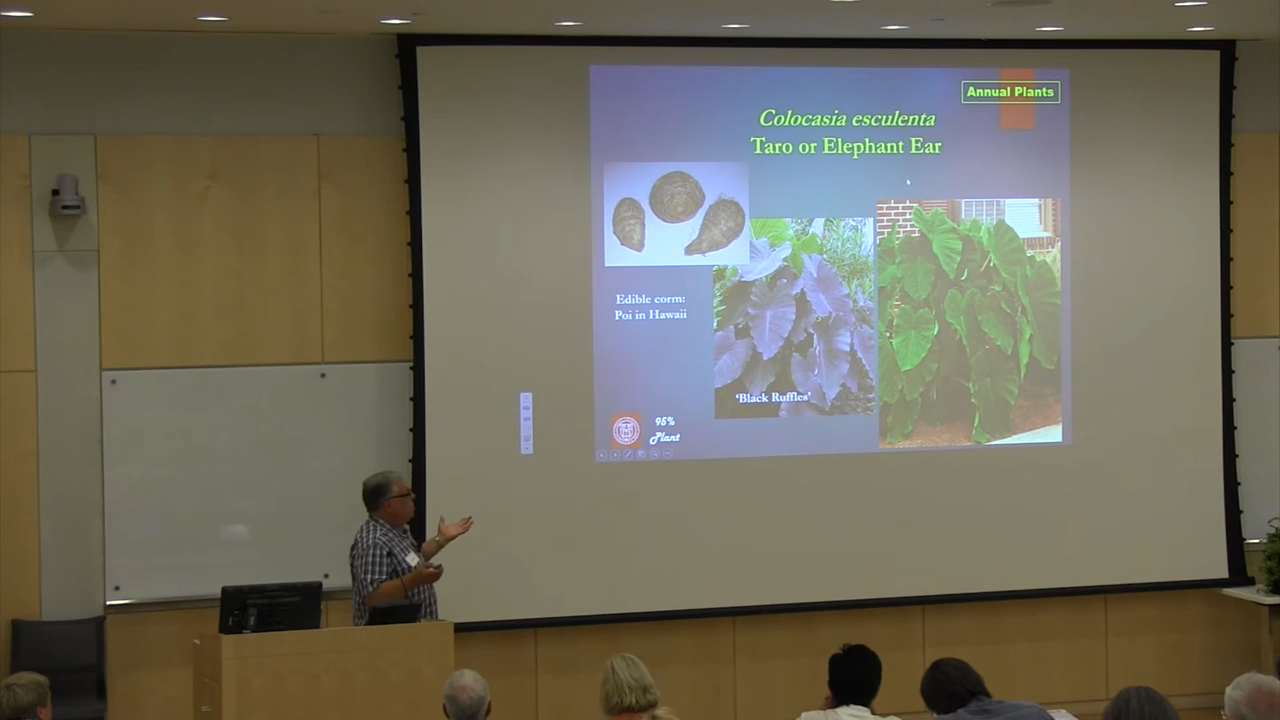 Annual Plants
Colocasia esculenta
Taro or Elephant Ear
Edible corm:
Poi in Hawaii
'Black Ruffles'
95%
Plant